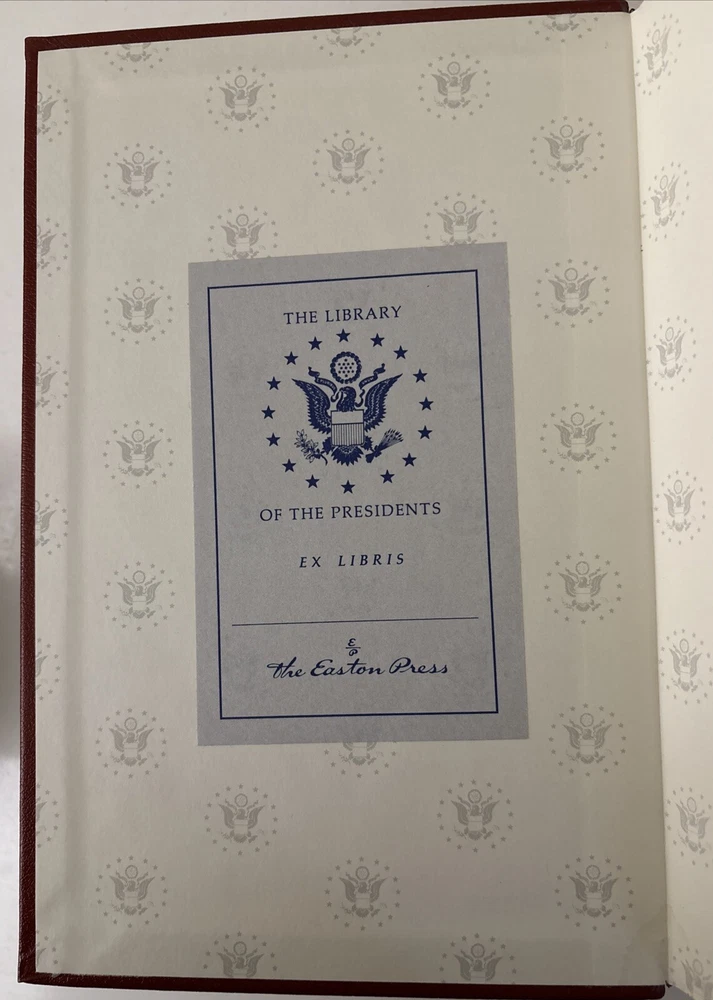 THE LIBRARY
OF THE PRESIDENTS
EX LIBRIS
E
P
The Easton Press